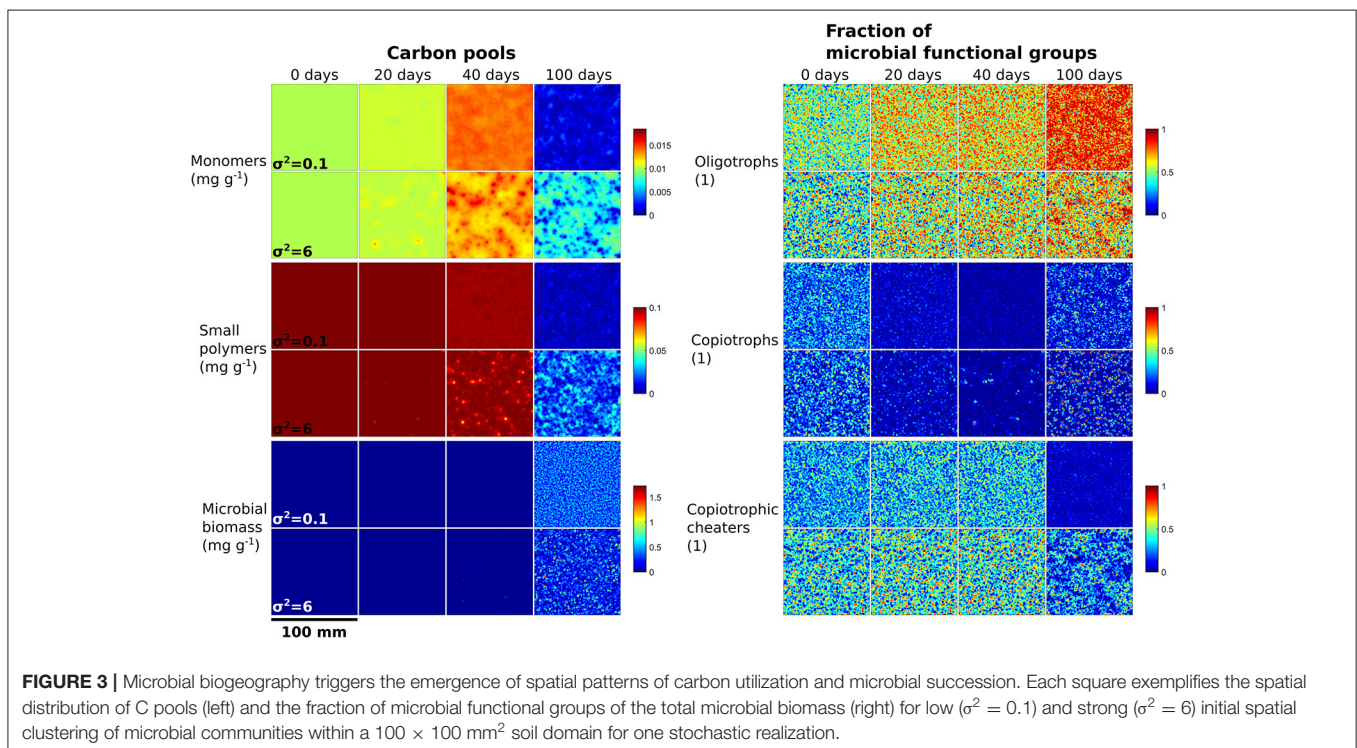 Carbon pools
0 days 20 days 40 days 100 days
Monomers
(mg g-1)
σ²=0.1
σ²=6
0.015
0.01
0.005
0
Small
polymers
(mg g-1)
σ²=0.1
σ²=6
0.1
0.05
0
Microbial
biomass
(mg g-1)
σ²=0.1
σ²=6
1.5
1
0.5
0
100 mm
Fraction of
microbial functional groups
0 days 20 days 40 days 100 days
Oligotrophs
(1)
1
0.5
0
Copiotrophs
(1)
1
0.5
0
Copiotrophic
cheaters
(1)
1
0.5
0
FIGURE 3 | Microbial biogeography triggers the emergence of spatial patterns of carbon utilization and microbial succession. Each square exemplifies the spatial
distribution of C pools (left) and the fraction of microbial functional groups of the total microbial biomass (right) for low (σ² = 0.1) and strong (σ² = 6) initial spatial
clustering of microbial communities within a 100 × 100 mm² soil domain for one stochastic realization.